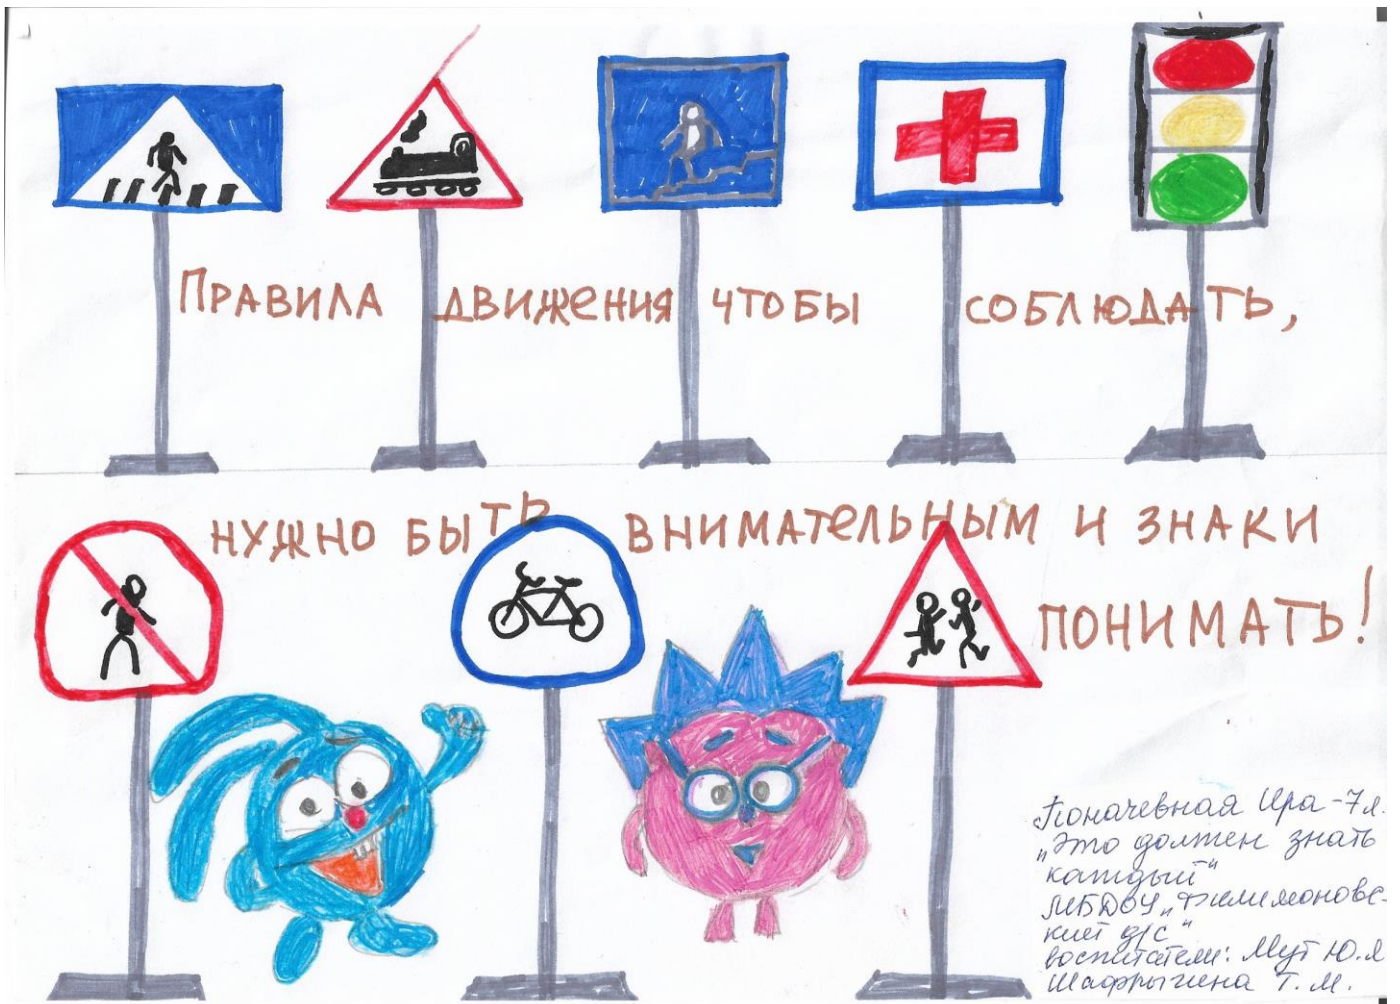 Правила движения чтобы соблюдать,
нужно быть внимательным и знаки
понимать!
Поначевная Ира - 7л.
„Это должен знать
каждый"
МБДОУ „Филимоновс-
кий д/с"
воспитатели: Мут Ю.А
Шафрыгина Т.М.